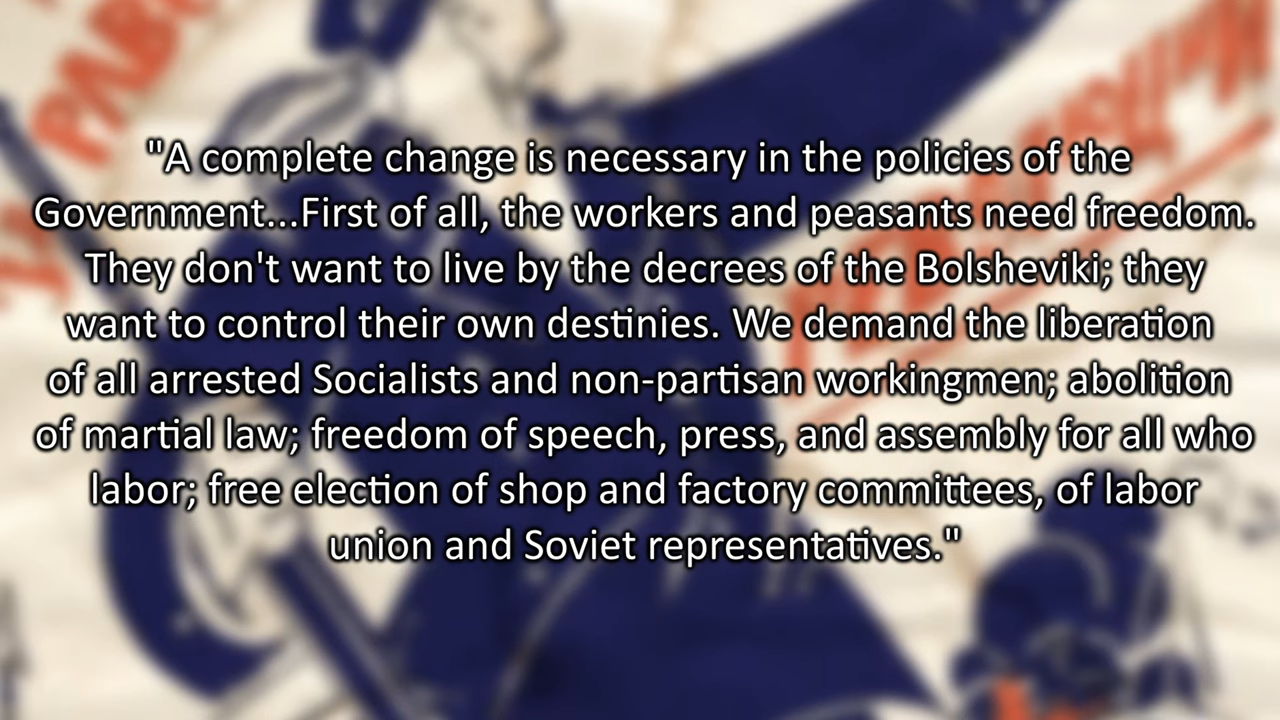 "A complete change is necessary in the policies of the
Government...First of all, the workers and peasants need freedom.
They don't want to live by the decrees of the Bolsheviki; they
want to control their own destinies. We demand the liberation
of all arrested Socialists and non-partisan workingmen; abolition
of martial law; freedom of speech, press, and assembly for all who
labor; free election of shop and factory committees, of labor
union and Soviet representatives."